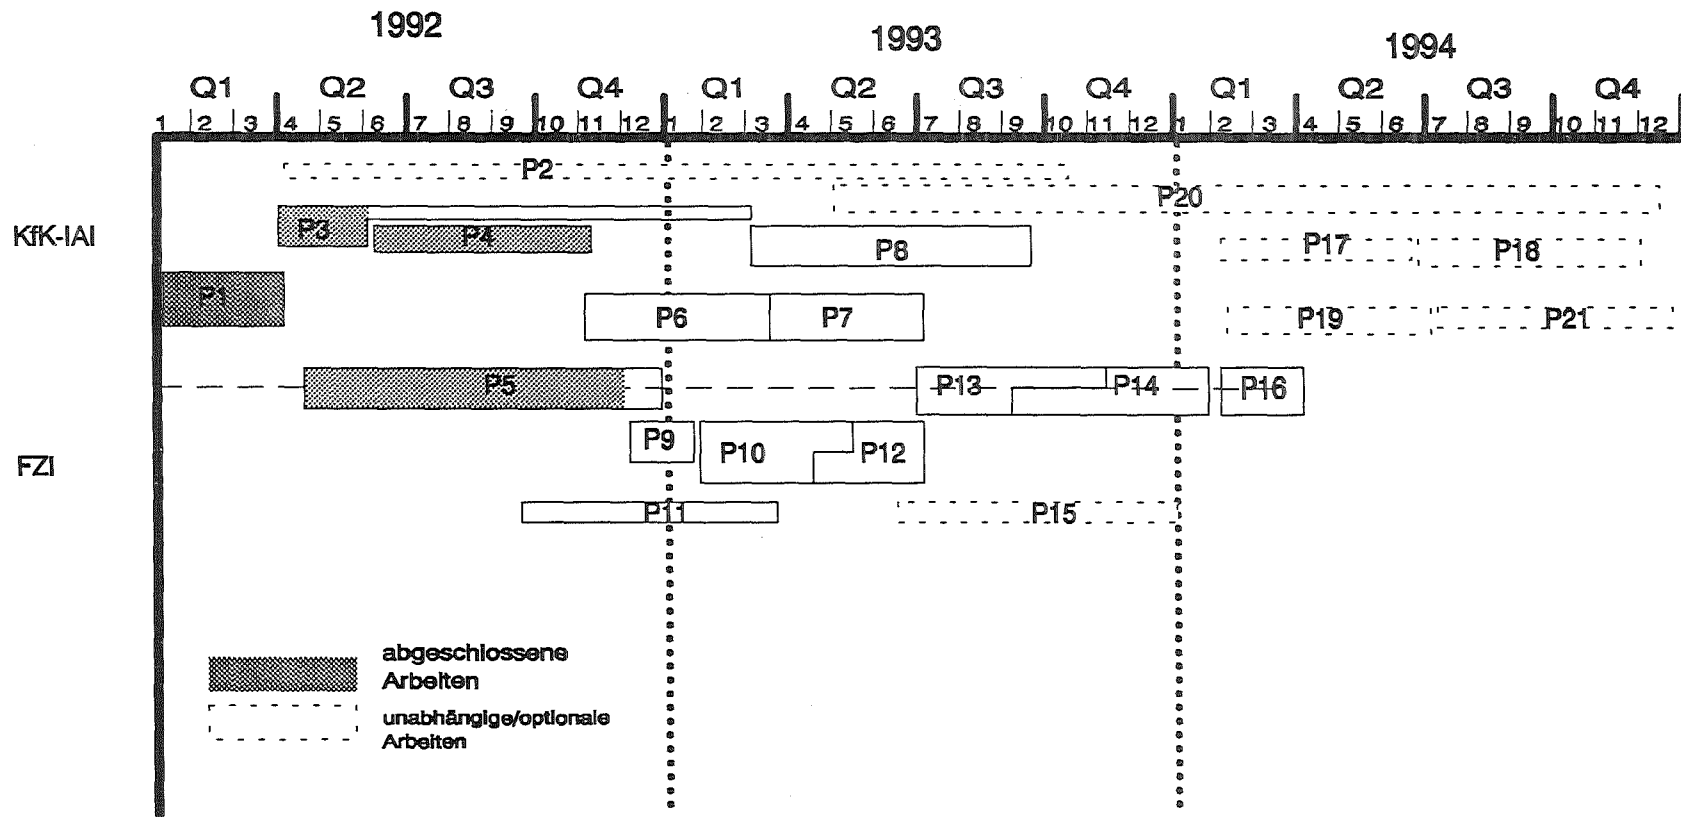 1992
1993
1994
Q1 Q2 Q3 Q4 Q1 Q2 Q3 Q4 Q1 Q2 Q3 Q4
1 2 3 4 5 6 7 8 9 10 11 12 1 2 3 4 5 6 7 8 9 10 11 12 1 2 3 4 5 6 7 8 9 10 11 12
P2
P20
KfK-IAI
P3
P4
P8
P17
P18
P1
P6
P7
P19
P21
P5
P13
P14
P16
FZI
P9
P10
P12
P11
P15
abgeschlossene
Arbeiten
unabhängige/optionale
Arbeiten